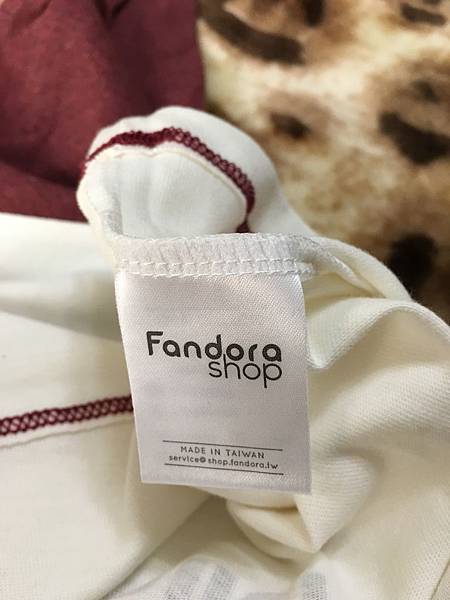 Fandora
shop
MADE IN TAIWAN
service@shop.fandora.tw